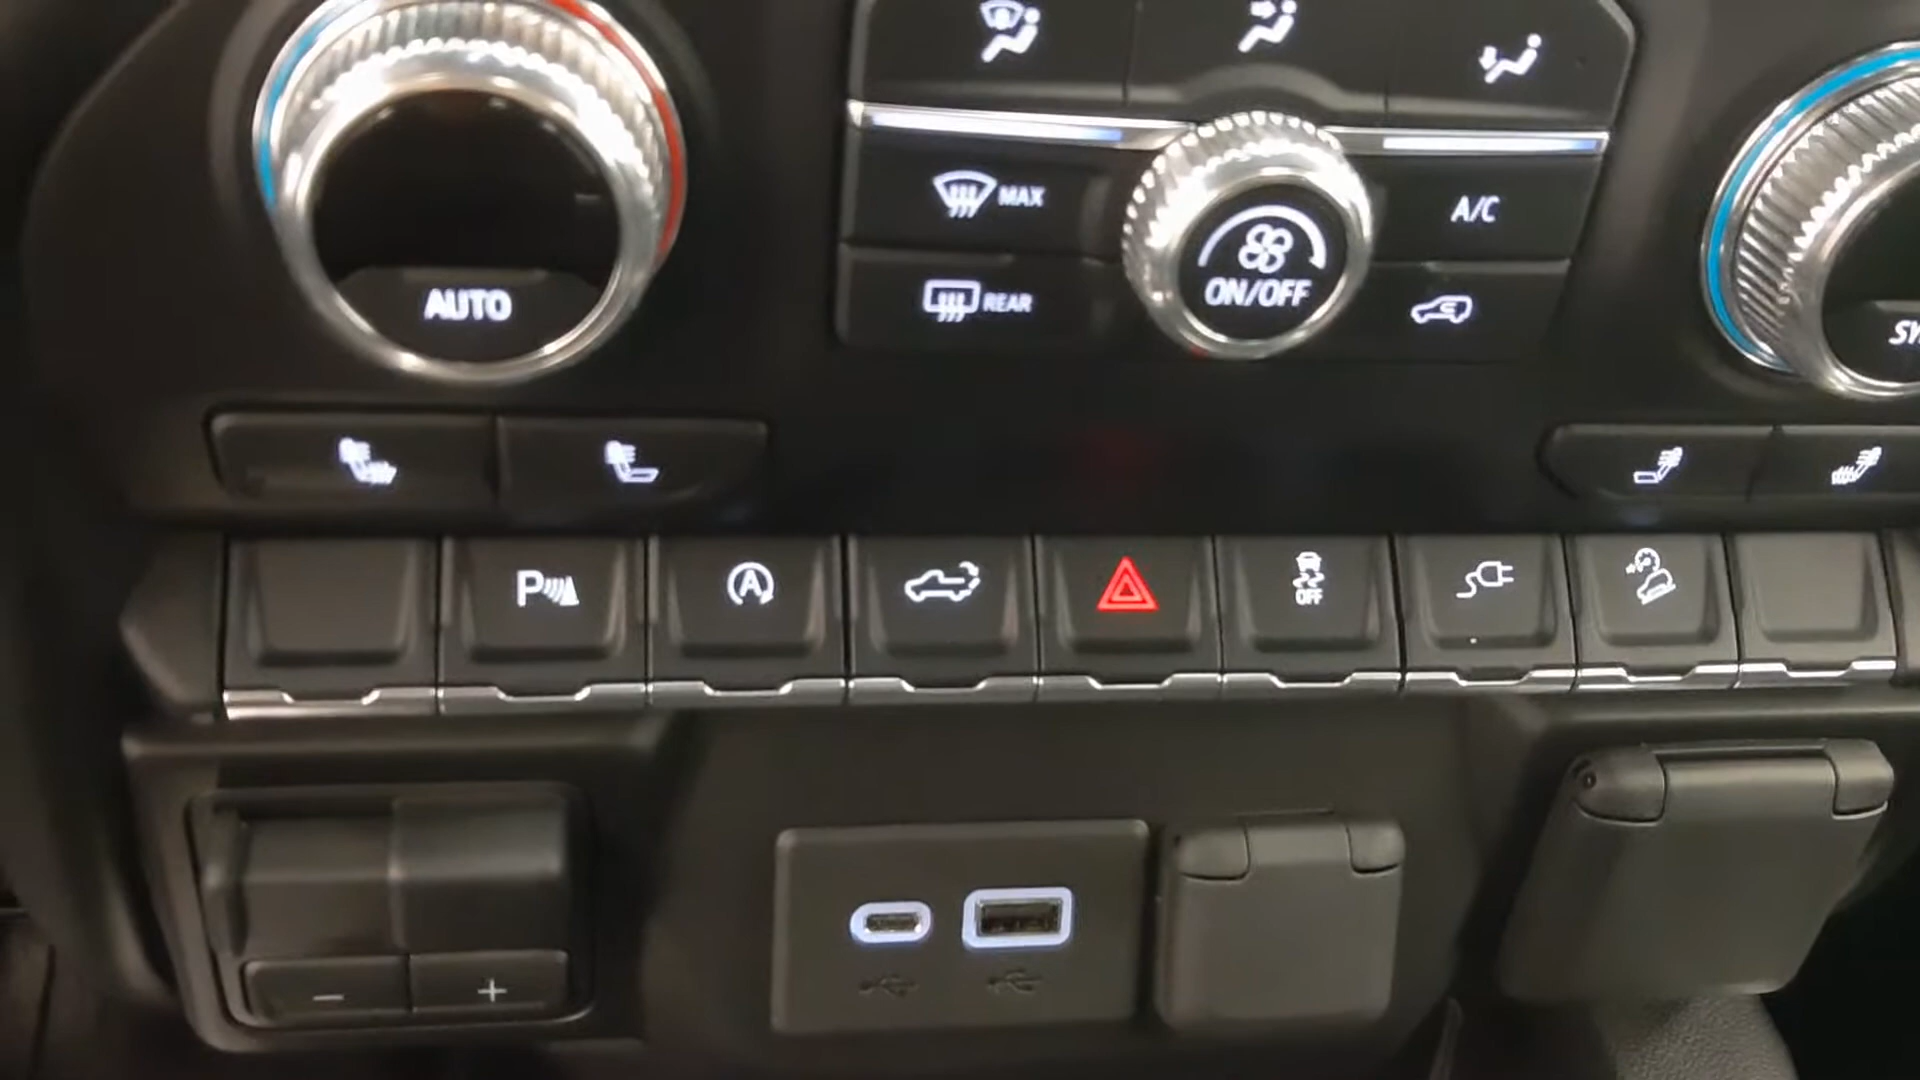 MAX
A/C
AUTO
ON/OFF
REAR
P
A
OFF
- +